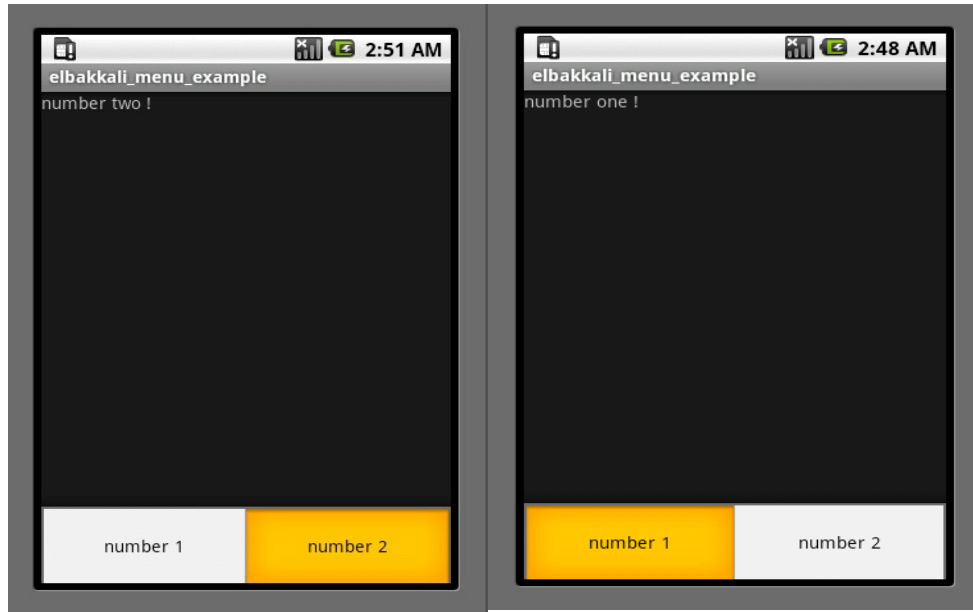 2:51 AM
elbakkali_menu_example
number two !
number 1
number 2
2:48 AM
elbakkali_menu_example
number one !
number 1
number 2